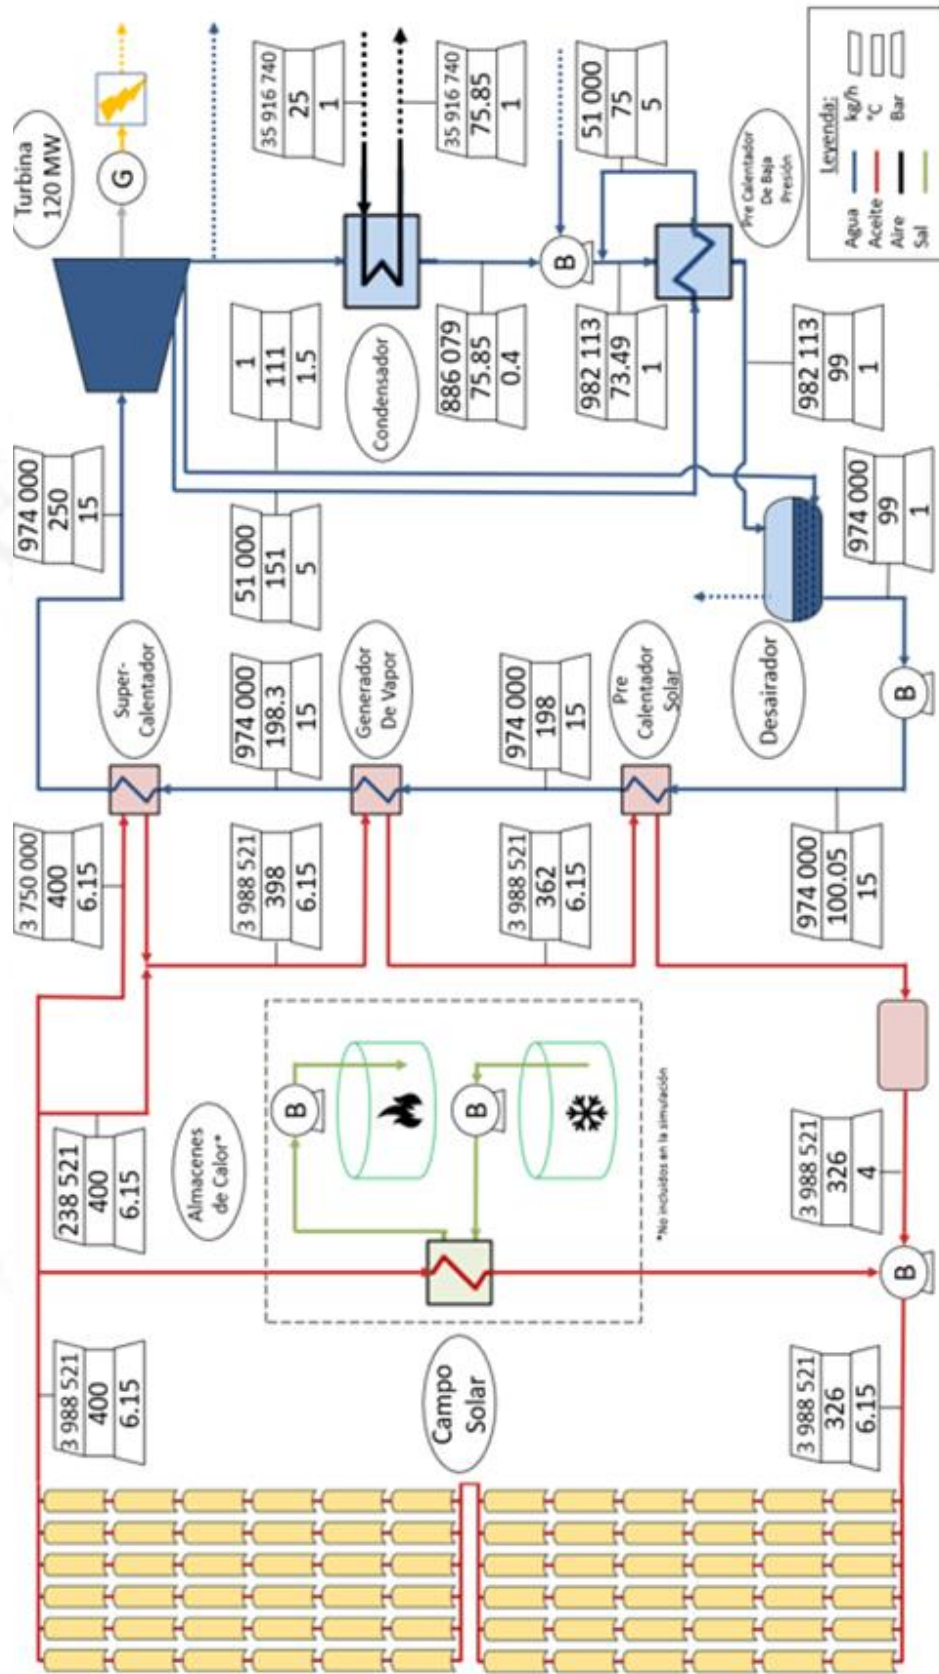 Turbina
120 MW
G
974 000
250
15
1
111
1.5
51 000
151
5
35 916 740
25
1
35 916 740
75.85
1
Condensador
886 079
75.85
0.4
B
51 000
75
5
982 113
73.49
1
Pre Calentador
De Baja
Presión
982 113
99
1
Leyenda:
Agua
Aceite
Aire
Sal
kg/h
°C
Bar
Super-
Calentador
974 000
198.3
15
Generador
De Vapor
974 000
198
15
Pre
Calentador
Solar
Desairador
974 000
99
1
B
974 000
100.05
15
3 750 000
400
6.15
3 988 521
398
6.15
3 988 521
362
6.15
238 521
400
6.15
Almacenes
de Calor*
B
B
*No incluidos en la simulación
3 988 521
326
4
B
3 988 521
400
6.15
Campo
Solar
3 988 521
326
6.15